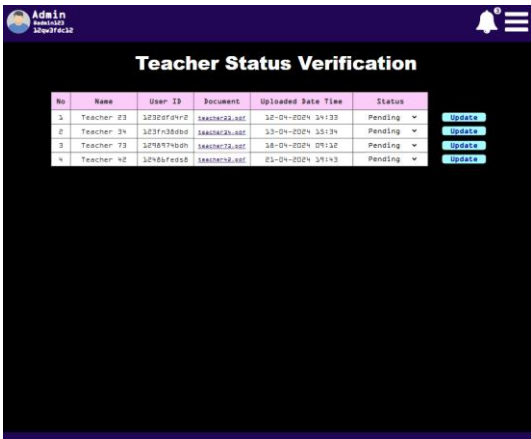 Admin
Admin123
12qw3fdc12
3
Teacher Status Verification
No Name User ID Document Uploaded Date Time Status
1 Teacher 23 1232dfd4r2 teacher23.pdf 12-04-2024 14:33 Pending Update
2 Teacher 34 123fn38dbd teacher34.pdf 13-04-2024 15:34 Pending Update
3 Teacher 73 1298974bdh teacher73.pdf 18-04-2024 09:12 Pending Update
4 Teacher 42 12486feds8 teacher42.pdf 21-04-2024 19:43 Pending Update